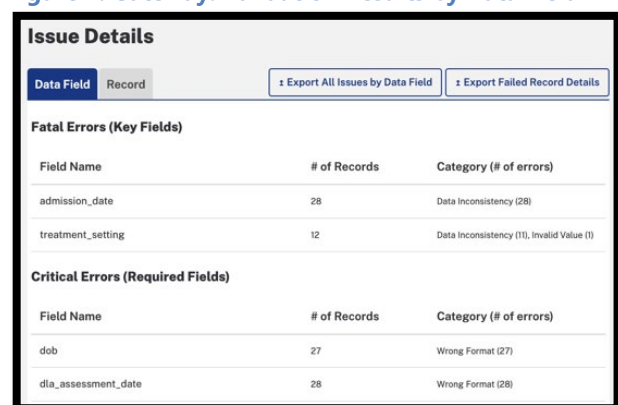 Issue Details
Data Field Record ↥ Export All Issues by Data Field ↥ Export Failed Record Details
Fatal Errors (Key Fields)
Field Name # of Records Category (# of errors)
admission_date 28 Data Inconsistency (28)
treatment_setting 12 Data Inconsistency (11), Invalid Value (1)
Critical Errors (Required Fields)
Field Name # of Records Category (# of errors)
dob 27 Wrong Format (27)
dla_assessment_date 28 Wrong Format (28)